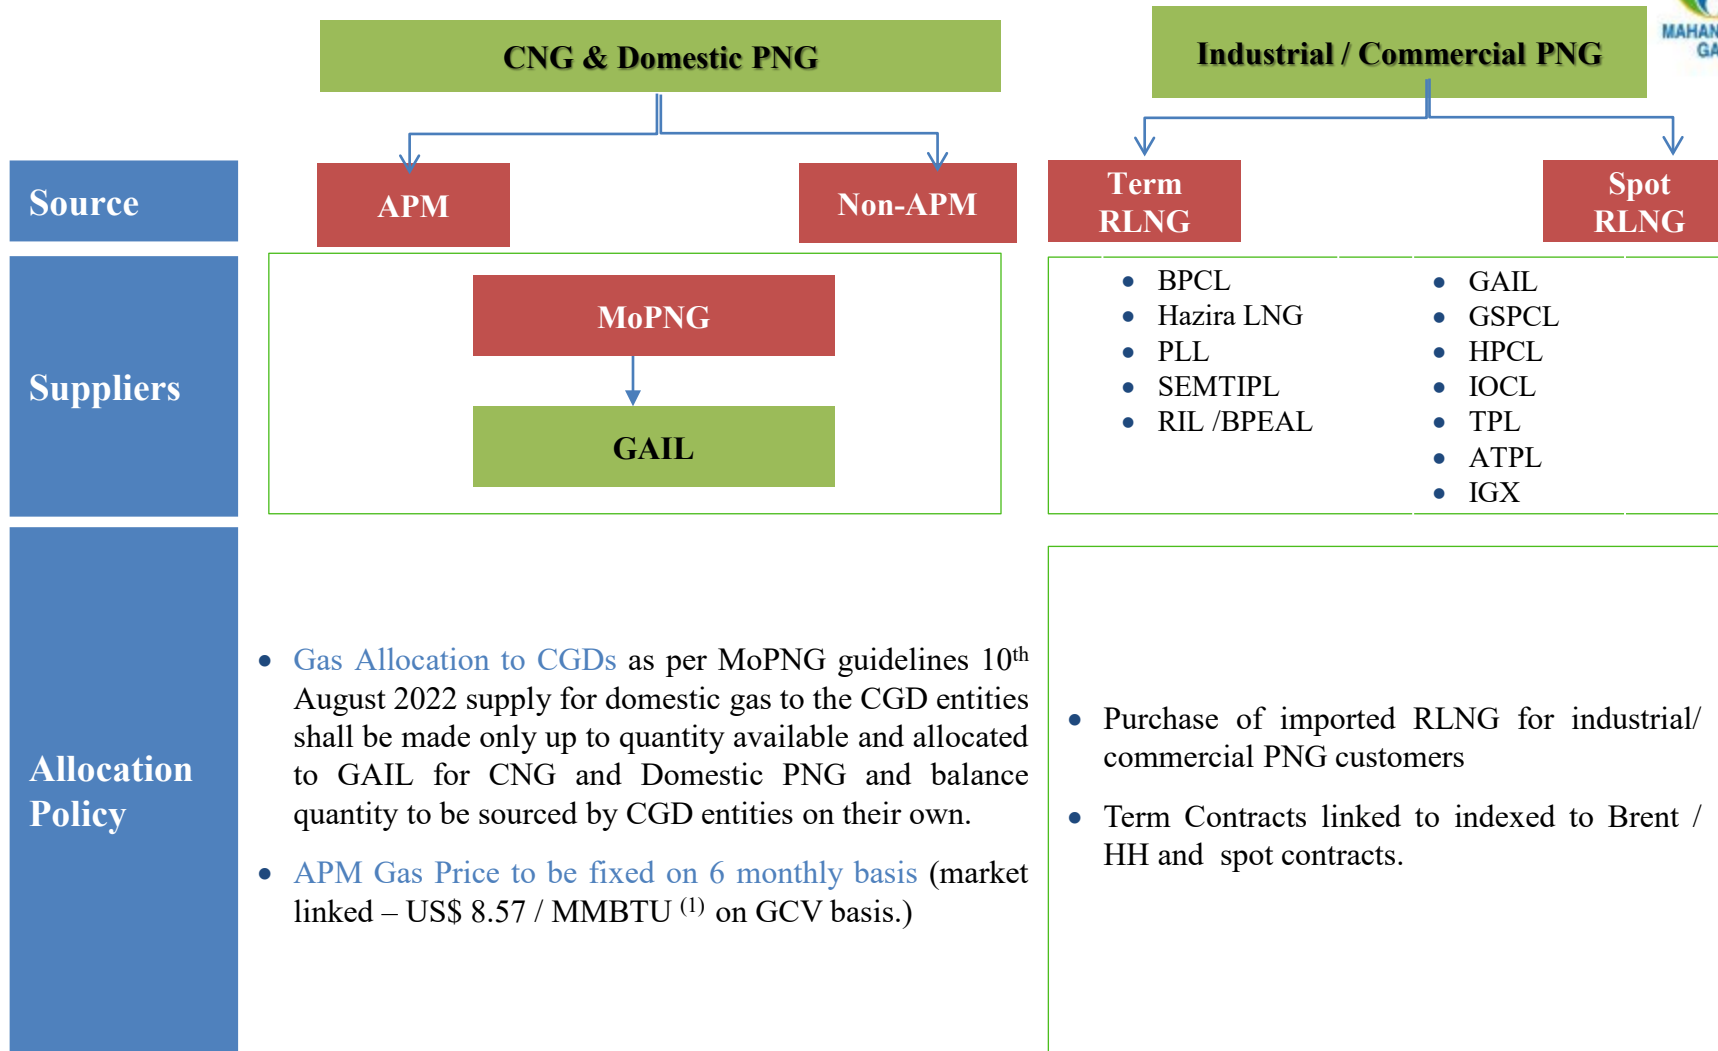 CNG & Domestic PNG
Industrial / Commercial PNG
Source
APM
Non-APM
Term
RLNG
Spot
RLNG
Suppliers
MoPNG
GAIL
• BPCL
• Hazira LNG
• PLL
• SEMTIPL
• RIL /BPEAL
• GAIL
• GSPCL
• HPCL
• IOCL
• TPL
• ATPL
• IGX
Allocation
Policy
• Gas Allocation to CGDs as per MoPNG guidelines 10th
August 2022 supply for domestic gas to the CGD entities
shall be made only up to quantity available and allocated
to GAIL for CNG and Domestic PNG and balance
quantity to be sourced by CGD entities on their own.
• APM Gas Price to be fixed on 6 monthly basis (market
linked – US$ 8.57 / MMBTU (1) on GCV basis.)
• Purchase of imported RLNG for industrial/
commercial PNG customers
• Term Contracts linked to indexed to Brent /
HH and spot contracts.